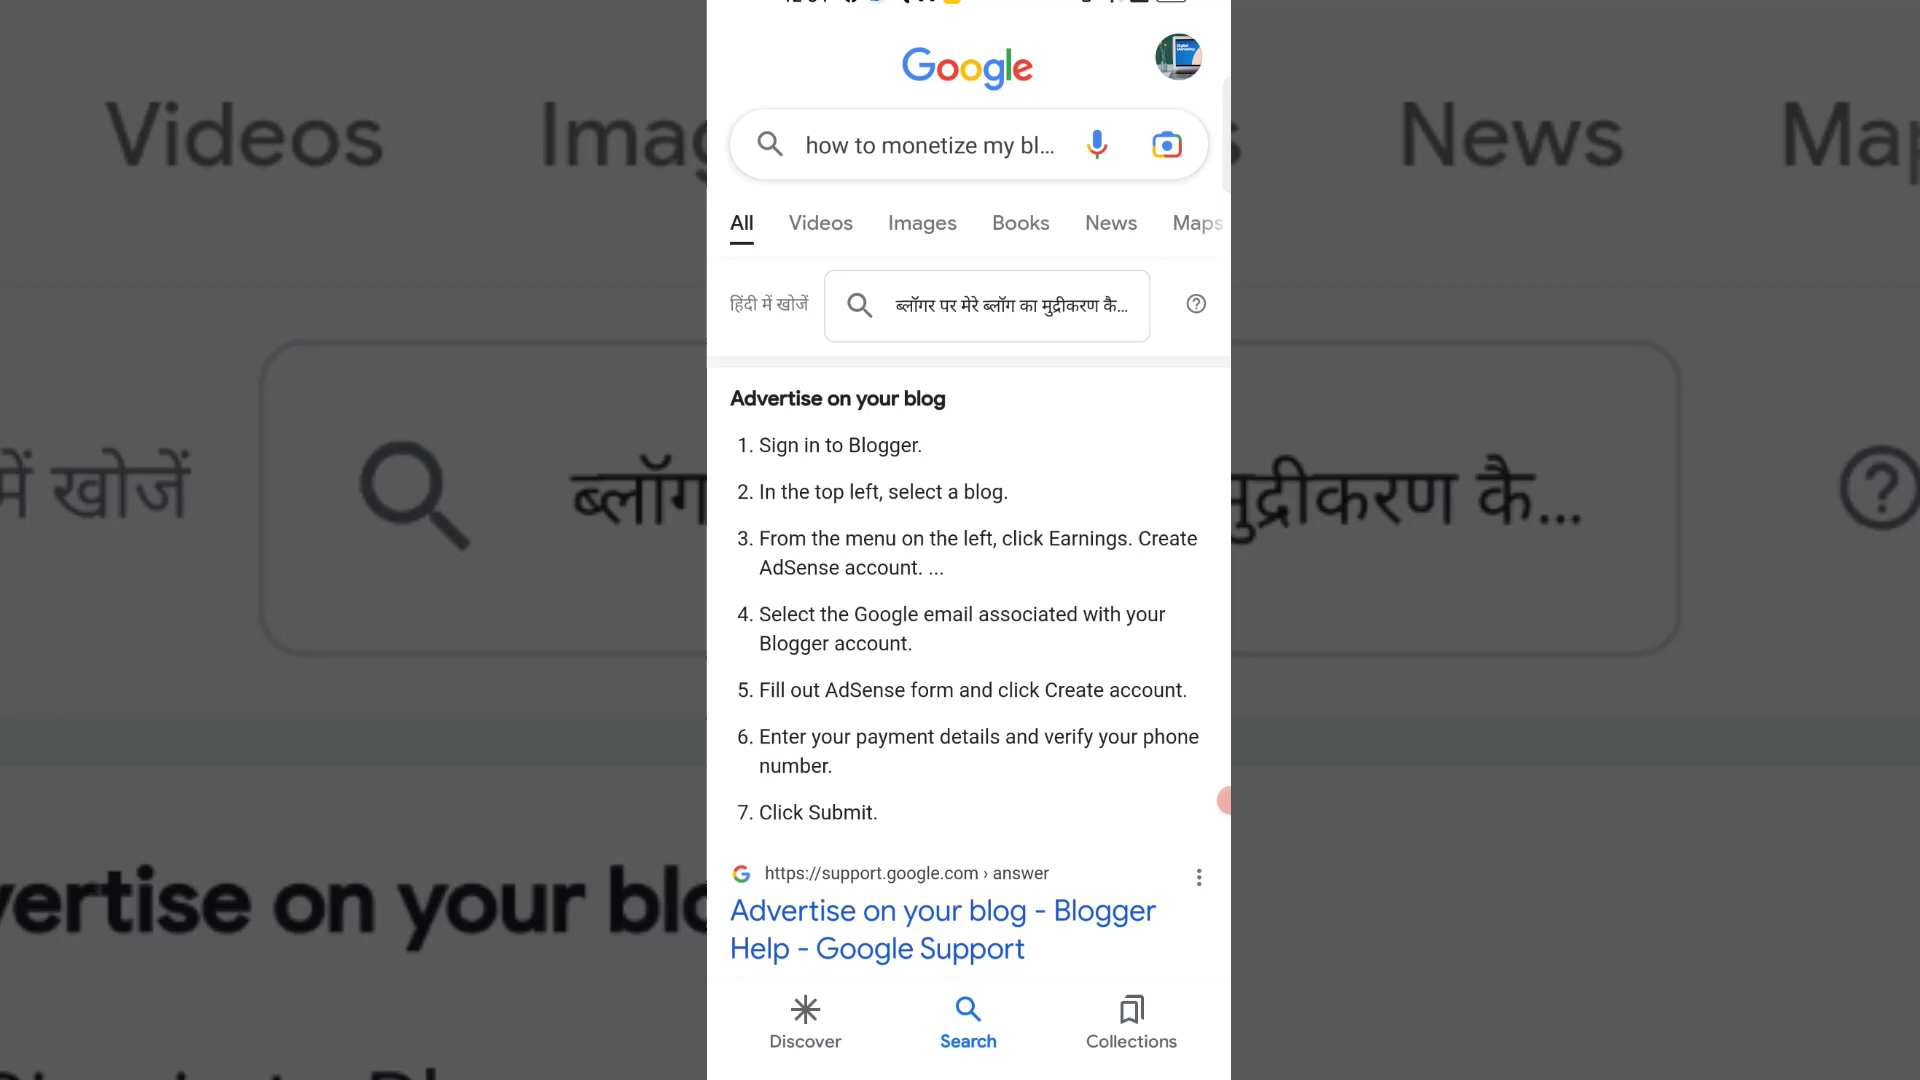 Google
how to monetize my bl...
All Videos Images Books News Maps
हिंदी में खोजें
ब्लॉगर पर मेरे ब्लॉग का मुद्रीकरण कै...
Advertise on your blog
1. Sign in to Blogger.
2. In the top left, select a blog.
3. From the menu on the left, click Earnings. Create
AdSense account. ...
4. Select the Google email associated with your
Blogger account.
5. Fill out AdSense form and click Create account.
6. Enter your payment details and verify your phone
number.
7. Click Submit.
https://support.google.com › answer
Advertise on your blog - Blogger
Help - Google Support
Discover Search Collections